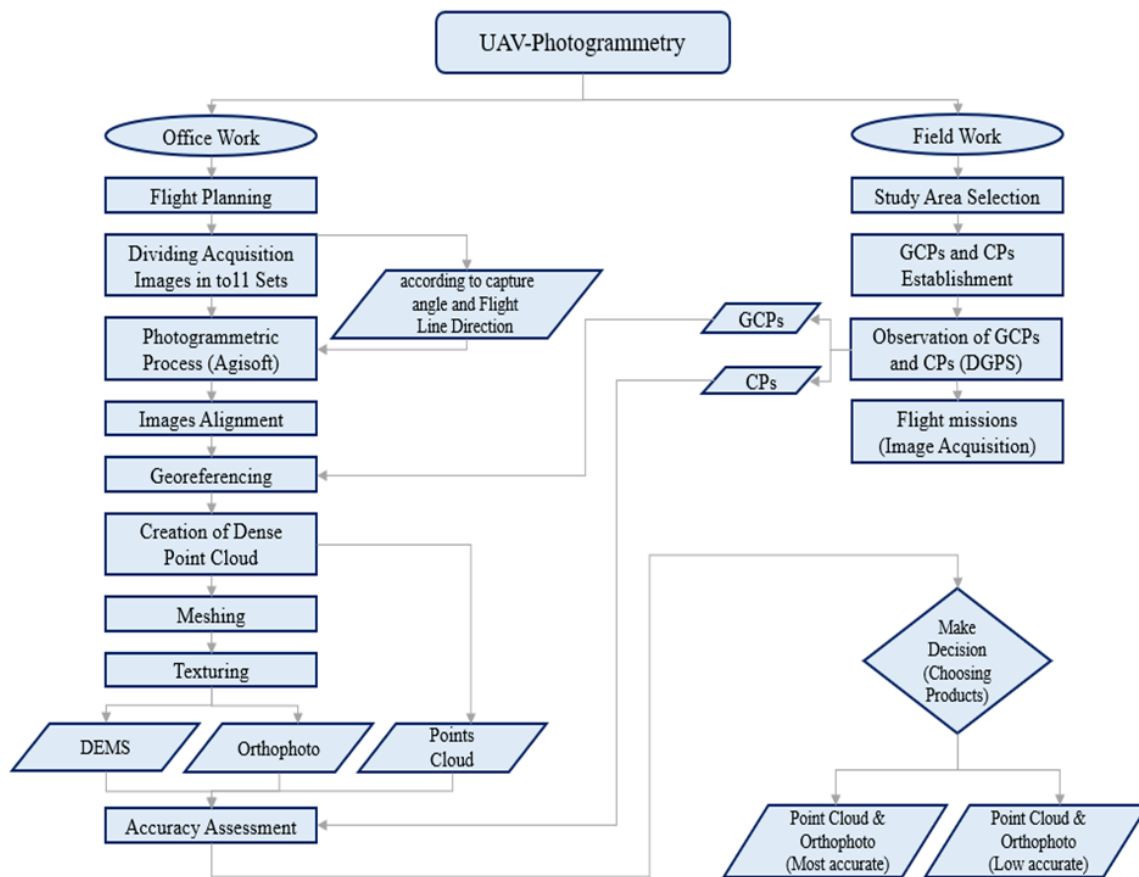 UAV-Photogrammetry
Office Work
Field Work
Flight Planning
Study Area Selection
Dividing Acquisition
Images in to11 Sets
according to capture
angle and Flight
Line Direction
GCPs and CPs
Establishment
Photogrammetric
Process (Agisoft)
GCPs
CPs
Observation of GCPs
and CPs (DGPS)
Images Alignment
Flight missions
(Image Acquisition)
Georeferencing
Creation of Dense
Point Cloud
Meshing
Texturing
Make
Decision
(Choosing
Products)
DEMS
Orthophoto
Points
Cloud
Accuracy Assessment
Point Cloud &
Orthophoto
(Most accurate)
Point Cloud &
Orthophoto
(Low accurate)